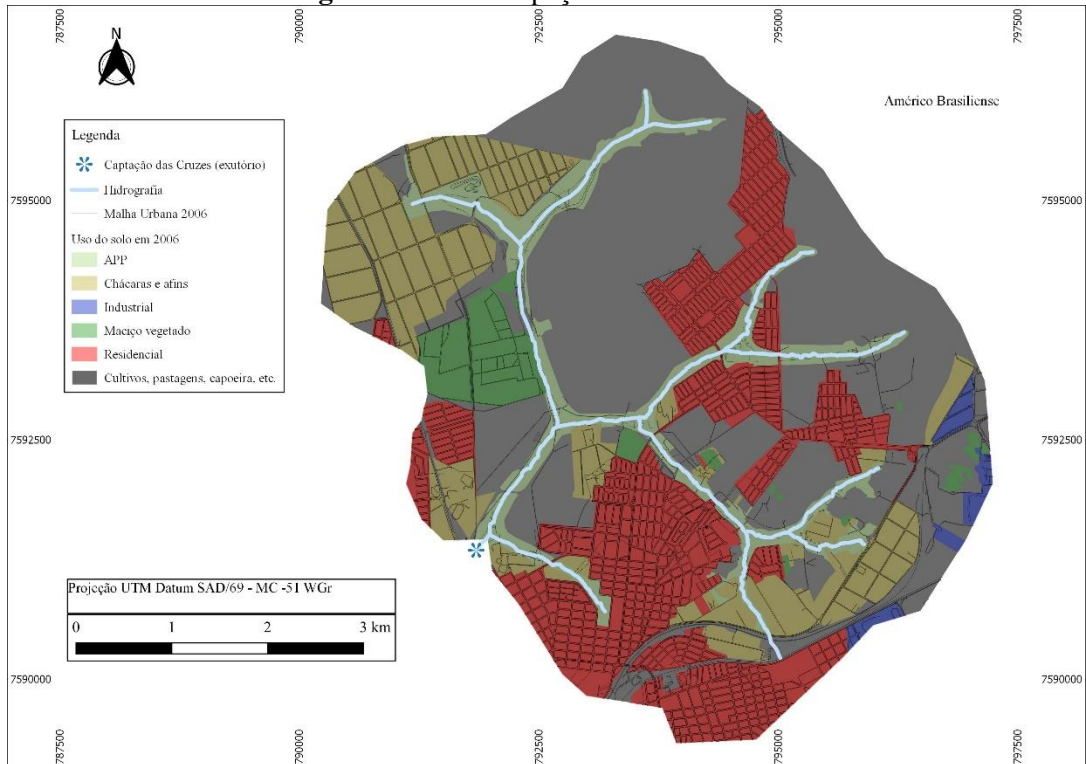 787500
790000
792500
795000
797500
N
Américo Brasiliense
Legenda
Captação das Cruzes (exutório)
Hidrografia
Malha Urbana 2006
Uso do solo em 2006
APP
Chácaras e afins
Industrial
Maciço vegetado
Residencial
Cultivos, pastagens, capoeira, etc.
7595000
7595000
7592500
7592500
Projeção UTM Datum SAD/69 - MC -51 WGr
0 1 2 3 km
7590000
7590000
787500
790000
792500
795000
797500